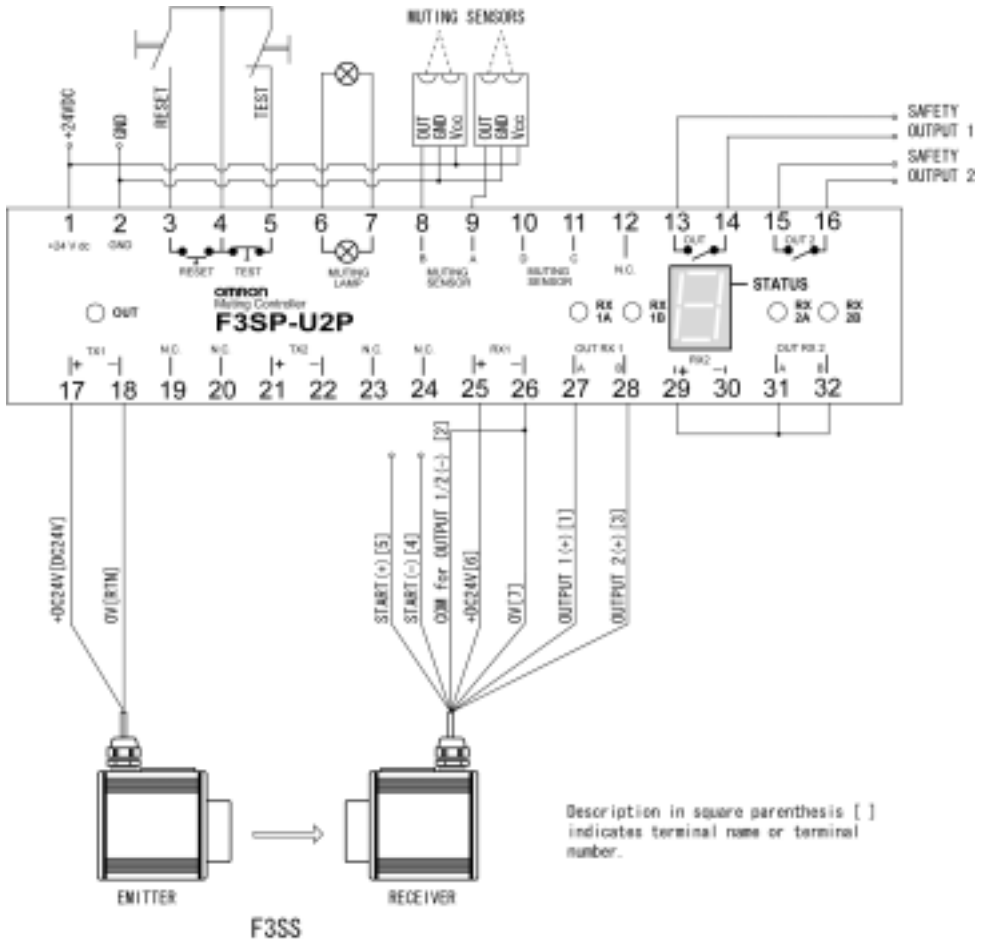 MUTING SENSORS
RESET
TEST
+24VDC
GND
OUT
GND
Vcc
OUT
GND
Vcc
SAFETY
OUTPUT 1
SAFETY
OUTPUT 2
1 2 3 4 5 6 7 8 9 10 11 12 13 14 15 16
+24 V dc
GND
RESET
TEST
MUTING
LAMP
B
A
MUTING
SENSOR
D
C
MUTING
SENSOR
N.C.
OUT
OUT 2
STATUS
omron
Muting Controller
F3SP-U2P
OUT
RX
1A
RX
1B
RX
2A
RX
2B
TX1
+ -
N.C.
N.C.
TX2
+ -
N.C.
N.C.
RX1
+ -
OUT RX 1
A B
RX2
+ -
OUT RX 2
A B
17 18 19 20 21 22 23 24 25 26 27 28 29 30 31 32
+DC24V[DC24V]
0V[RTN]
START(+)[5]
START(-)[4]
COM for OUTPUT 1/2(-) [2]
+DC24V[6]
0V[7]
OUTPUT 1(+)[1]
OUTPUT 2(+)[3]
Description in square parenthesis [ ]
indicates terminal name or terminal
number.
EMITTER
RECEIVER
F3SS